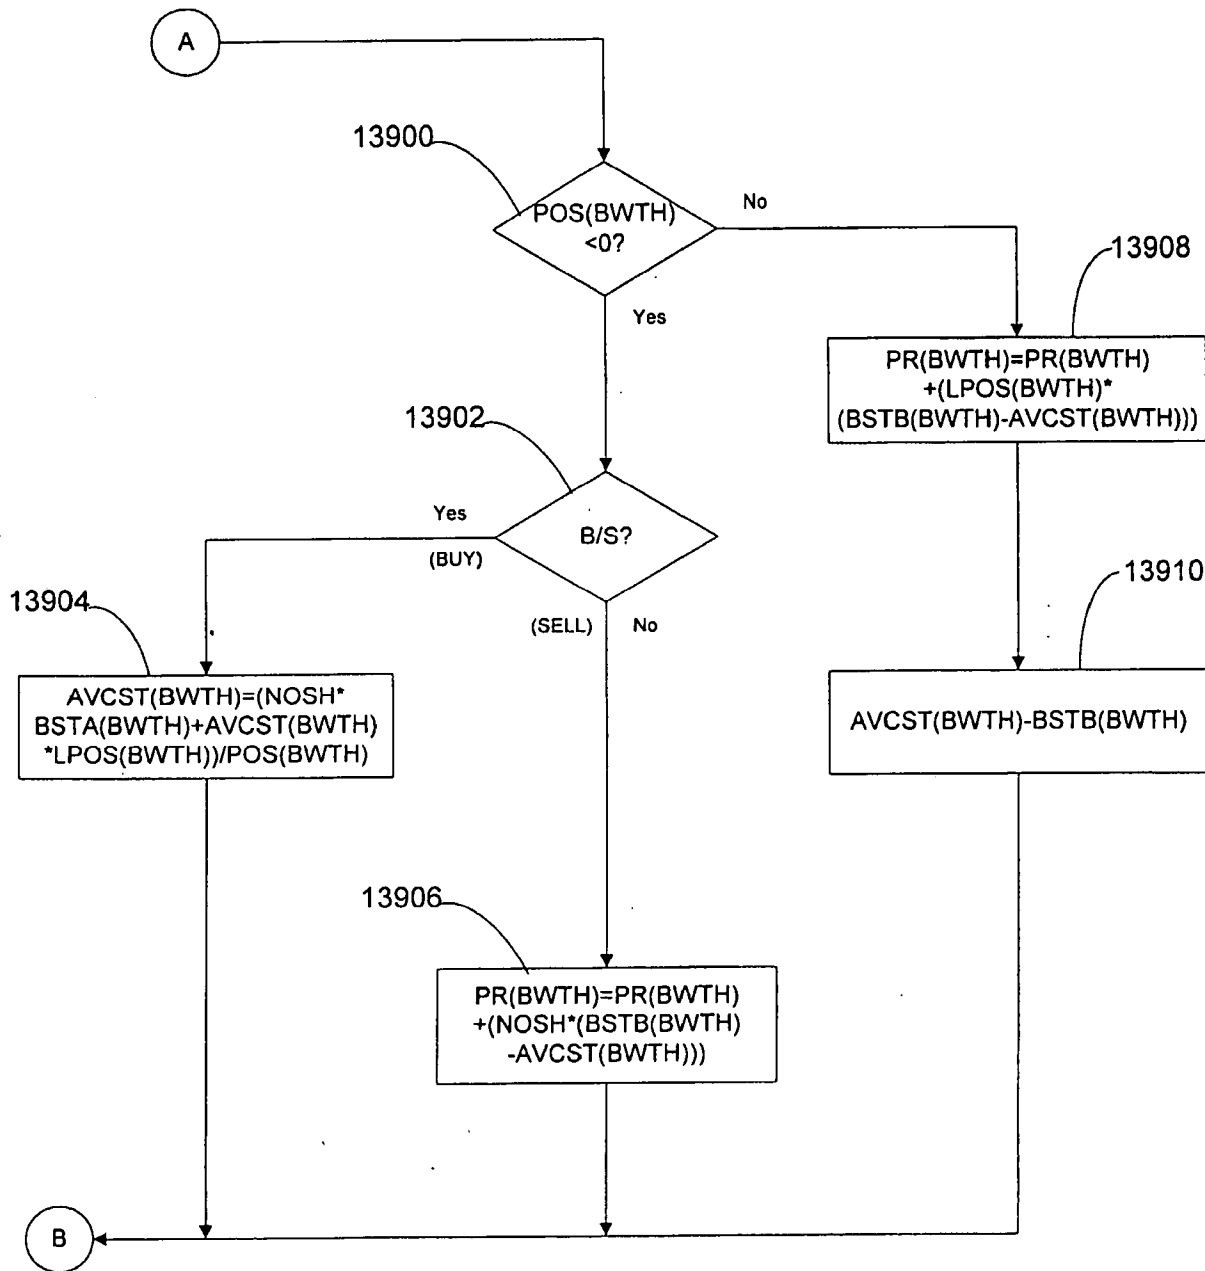 A
13900
POS(BWTH)
<0?
No
13908
Yes
PR(BWTH)=PR(BWTH)
+(LPOS(BWTH)*
(BSTB(BWTH)-AVCST(BWTH)))
13902
Yes
B/S?
(BUY)
13910
13904
(SELL)
No
AVCST(BWTH)=(NOSH*
BSTA(BWTH)+AVCST(BWTH)
*LPOS(BWTH))/POS(BWTH)
AVCST(BWTH)-BSTB(BWTH)
13906
PR(BWTH)=PR(BWTH)
+(NOSH*(BSTB(BWTH)
-AVCST(BWTH)))
B